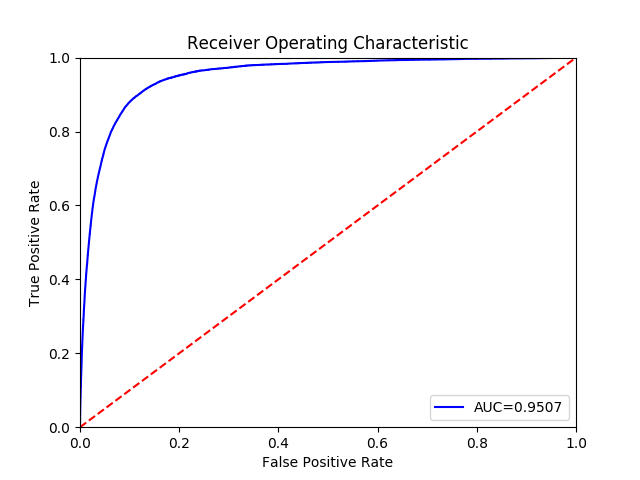 Receiver Operating Characteristic
1.0
0.8
0.6
0.4
0.2
0.0
True Positive Rate
AUC=0.9507
0.0 0.2 0.4 0.6 0.8 1.0
False Positive Rate